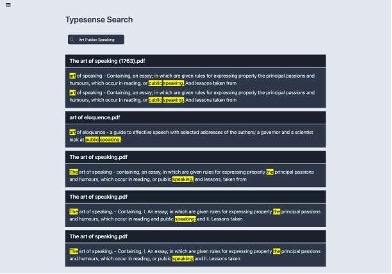 Typesense Search
Art Public Speaking
The art of speaking (1763).pdf
art of speaking - Containing, an essay; in which are given rules for expressing properly the principal passions and
humours, which occur in reading, or public speaking. And lessons taken from
art of speaking - Containing, an essay; in which are given rules for expressing properly the principal passions and
humours, which occur in reading, or public speaking. And lessons taken from
art of eloquence.pdf
art of eloquence - a guide to effective speech with selected addresses of the authors; a governor and a scientist
look at public speaking.
The art of speaking.pdf
The art of speaking - containing, an essay, in which are given rules for expressing properly the principal passions
and humours, which occur in reading, or public speaking, and lessons, taken from
The art of speaking.pdf
The art of speaking. - Containing, I. An essay; in which are given rules for expressing properly the principal passions
and humours, which may occur in reading and public speaking; and II. lessons
The art of speaking.pdf
The art of speaking. - Containing, I. An essay; in which are given rules for expressing properly the principal passions
and humours, which occur in reading, or public speaking and II. Lessons taken